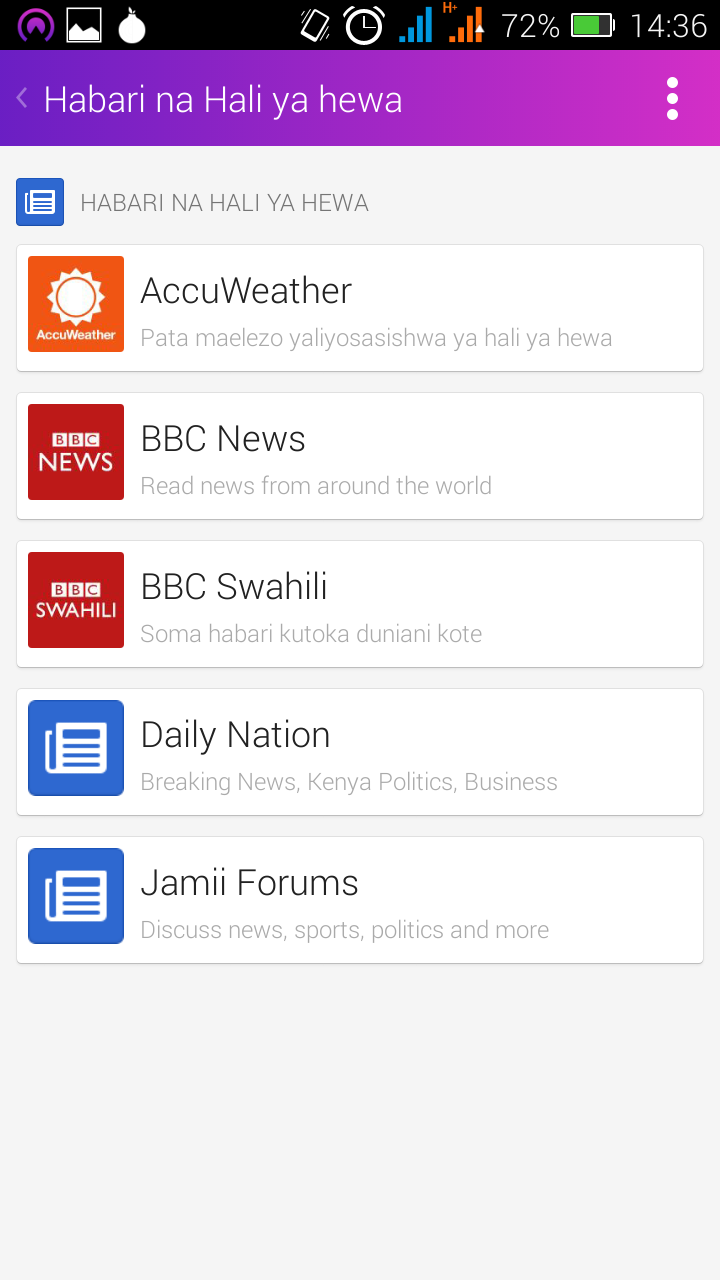 H+ 72% 14:36
Habari na Hali ya hewa
HABARI NA HALI YA HEWA
AccuWeather
AccuWeather
Pata maelezo yaliyosasishwa ya hali ya hewa
BBC
NEWS
BBC News
Read news from around the world
BBC
SWAHILI
BBC Swahili
Soma habari kutoka duniani kote
Daily Nation
Breaking News, Kenya Politics, Business
Jamii Forums
Discuss news, sports, politics and more